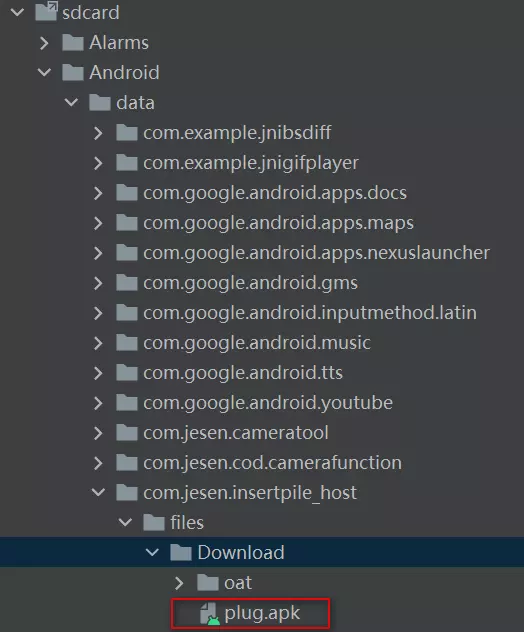 sdcard
Alarms
Android
data
com.example.jnibsdiff
com.example.jnigifplayer
com.google.android.apps.docs
com.google.android.apps.maps
com.google.android.apps.nexuslauncher
com.google.android.gms
com.google.android.inputmethod.latin
com.google.android.music
com.google.android.tts
com.google.android.youtube
com.jesen.cameratool
com.jesen.cod.camerafunction
com.jesen.insertpile_host
files
Download
oat
plug.apk